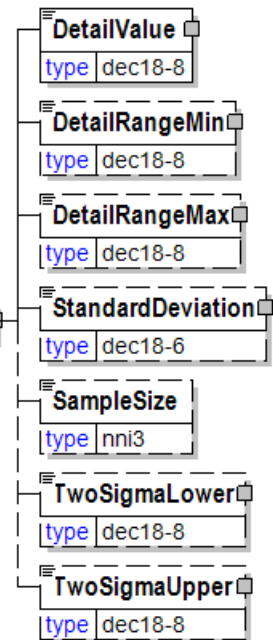 DetailValue
type dec18-8
DetailRangeMin
type dec18-8
DetailRangeMax
type dec18-8
StandardDeviation
type dec18-6
SampleSize
type nni3
TwoSigmaLower
type dec18-8
TwoSigmaUpper
type dec18-8